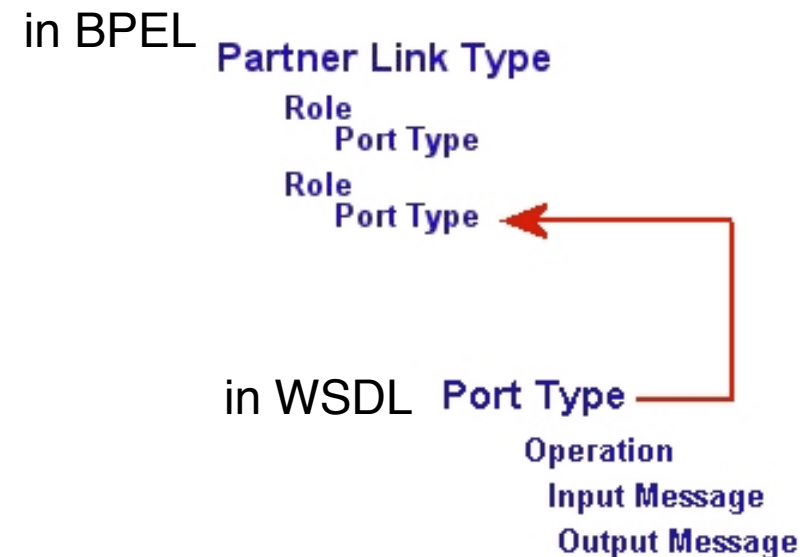 in BPEL
Partner Link Type
Role
Port Type
Role
Port Type
in WSDL Port Type
Operation
Input Message
Output Message